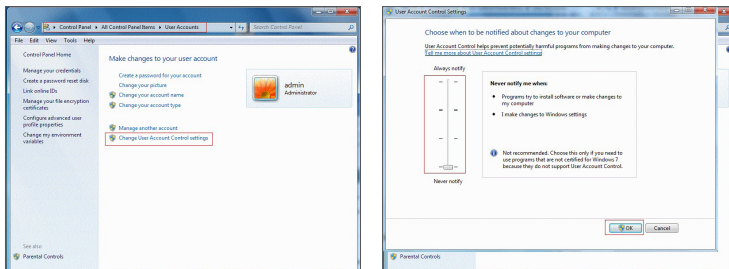 Control Panel ▸ All Control Panel Items ▸ User Accounts
Search Control Panel
File Edit View Tools Help
Control Panel Home
Manage your credentials
Create a password reset disk
Link online IDs
Manage your file encryption
certificates
Configure advanced user
profile properties
Change my environment
variables
See also
Parental Controls
Make changes to your user account
Create a password for your account
Change your picture
Change your account name
Change your account type
Manage another account
Change User Account Control settings
admin
Administrator
User Account Control Settings
Choose when to be notified about changes to your computer
User Account Control helps prevent potentially harmful programs from making changes to your computer.
Tell me more about User Account Control settings
Always notify
Never notify me when:
• Programs try to install software or make changes to
my computer
• I make changes to Windows settings
Not recommended. Choose this only if you need to
use programs that are not certified for Windows 7
because they do not support User Account Control.
Never notify
OK
Cancel
Parental Controls